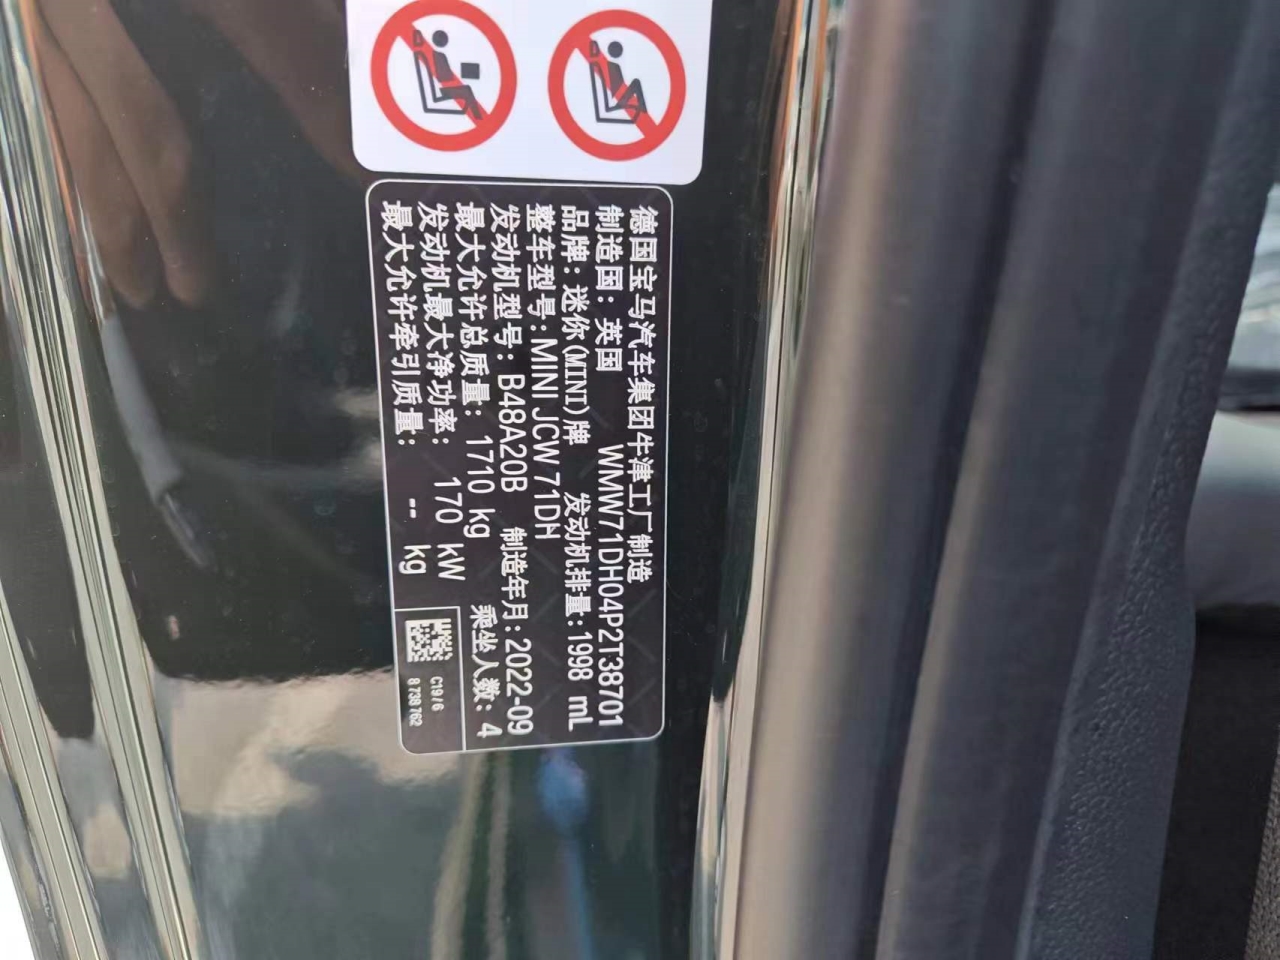 德国宝马汽车集团牛津工厂制造
制造国：英国 WMW71DH04P2T38701
品牌：迷你(MINI)牌 发动机排量：1998 mL
整车型号：MINI JCW 71DH
发动机型号：B48A20B 制造年月：2022-09
最大允许总质量：1710 kg 乘坐人数：4
发动机最大净功率：170 kW
最大允许牵引质量：-- kg
C19/6
8 738 762